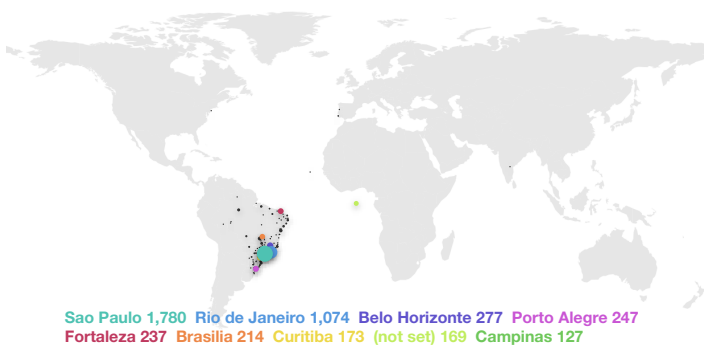 Sao Paulo 1,780 Rio de Janeiro 1,074 Belo Horizonte 277 Porto Alegre 247
Fortaleza 237 Brasilia 214 Curitiba 173 (not set) 169 Campinas 127